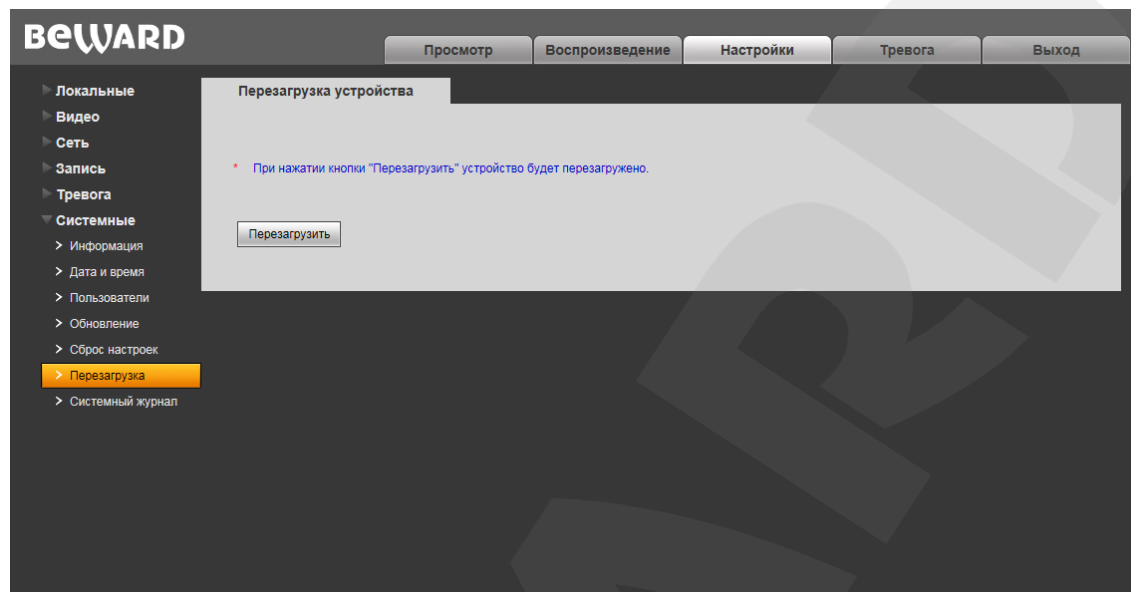 BEWARD
Просмотр Воспроизведение Настройки Тревога Выход
Локальные
Видео
Сеть
Запись
Тревога
Системные
> Информация
> Дата и время
> Пользователи
> Обновление
> Сброс настроек
> Перезагрузка
> Системный журнал
Перезагрузка устройства
* При нажатии кнопки "Перезагрузить" устройство будет перезагружено.
Перезагрузить